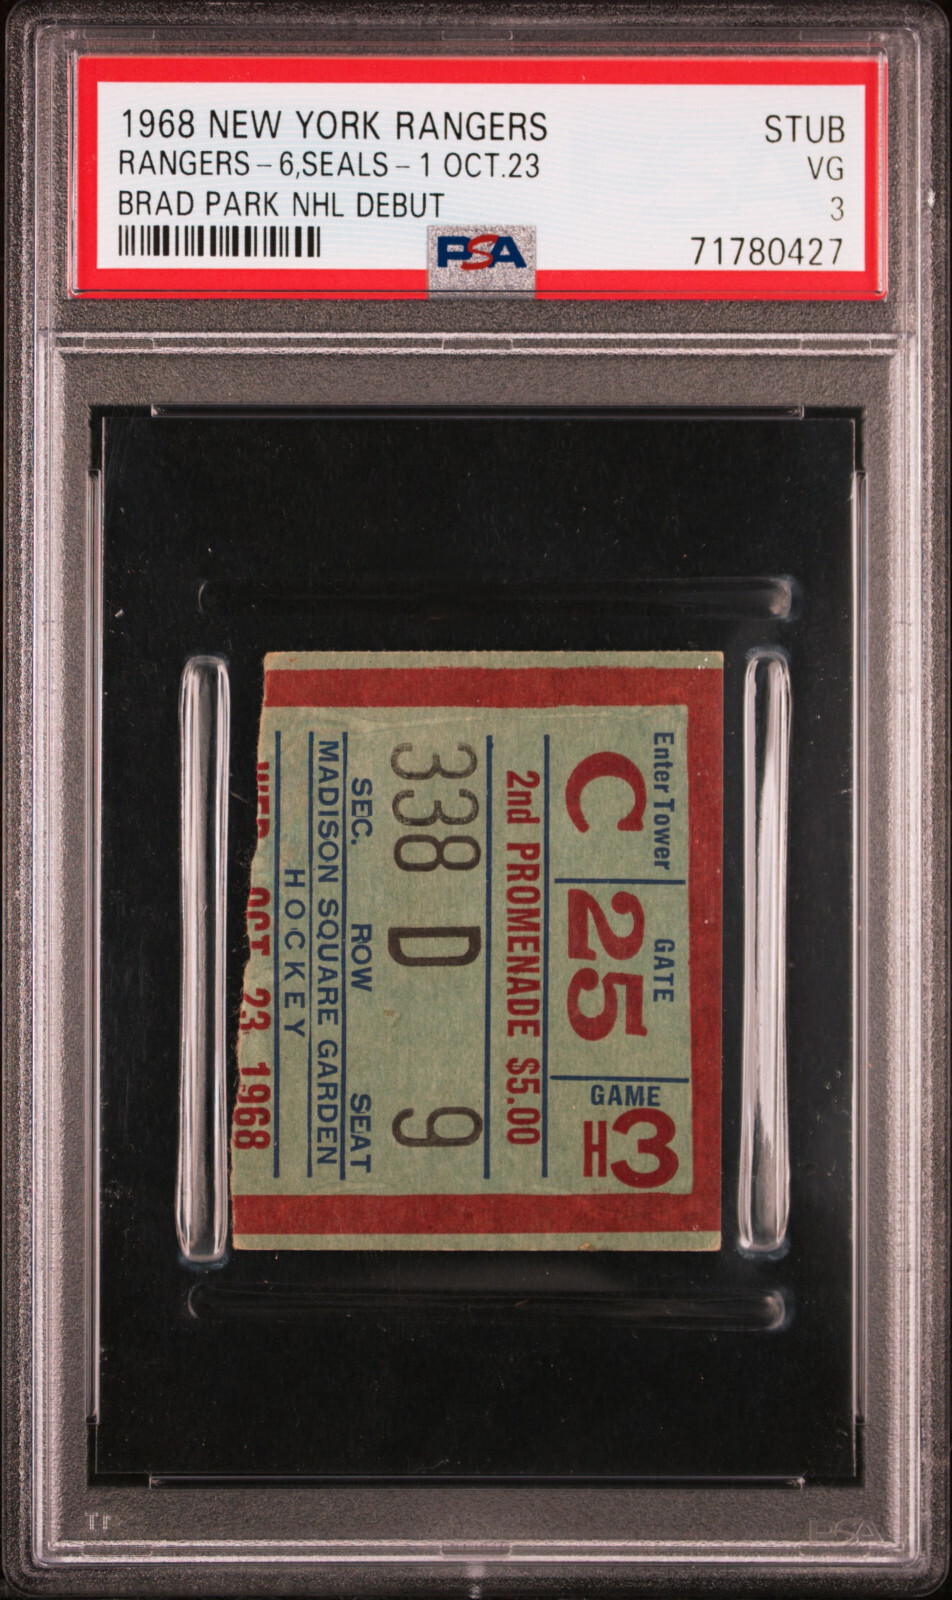 1968 NEW YORK RANGERS STUB
RANGERS - 6,SEALS - 1 OCT.23 VG
BRAD PARK NHL DEBUT 3
71780427
PSA
Enter Tower GATE GAME
C 25 H3
2nd PROMENADE $5.00
338 D 9
SEC. ROW SEAT
MADISON SQUARE GARDEN
HOCKEY
WED OCT 23 1968
PSA